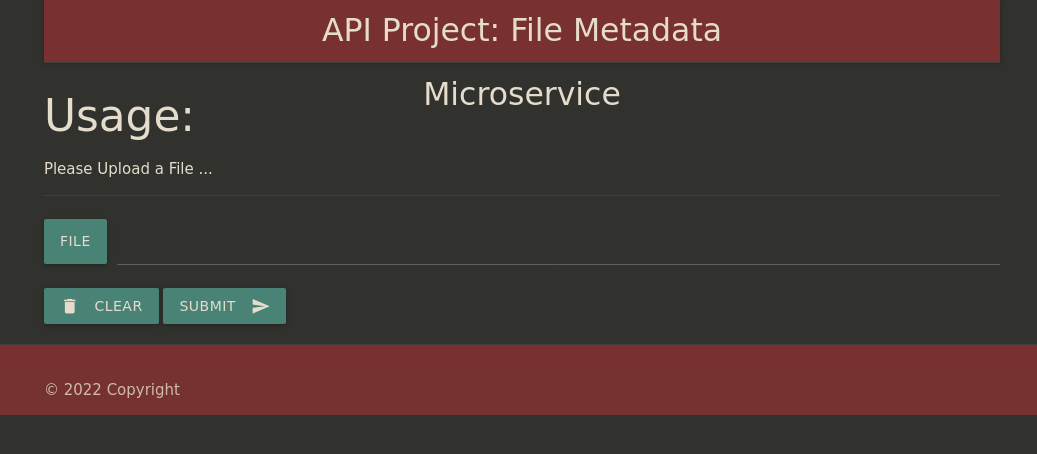 API Project: File Metadata
Microservice
Usage:
Please Upload a File ...
FILE
CLEAR SUBMIT
© 2022 Copyright